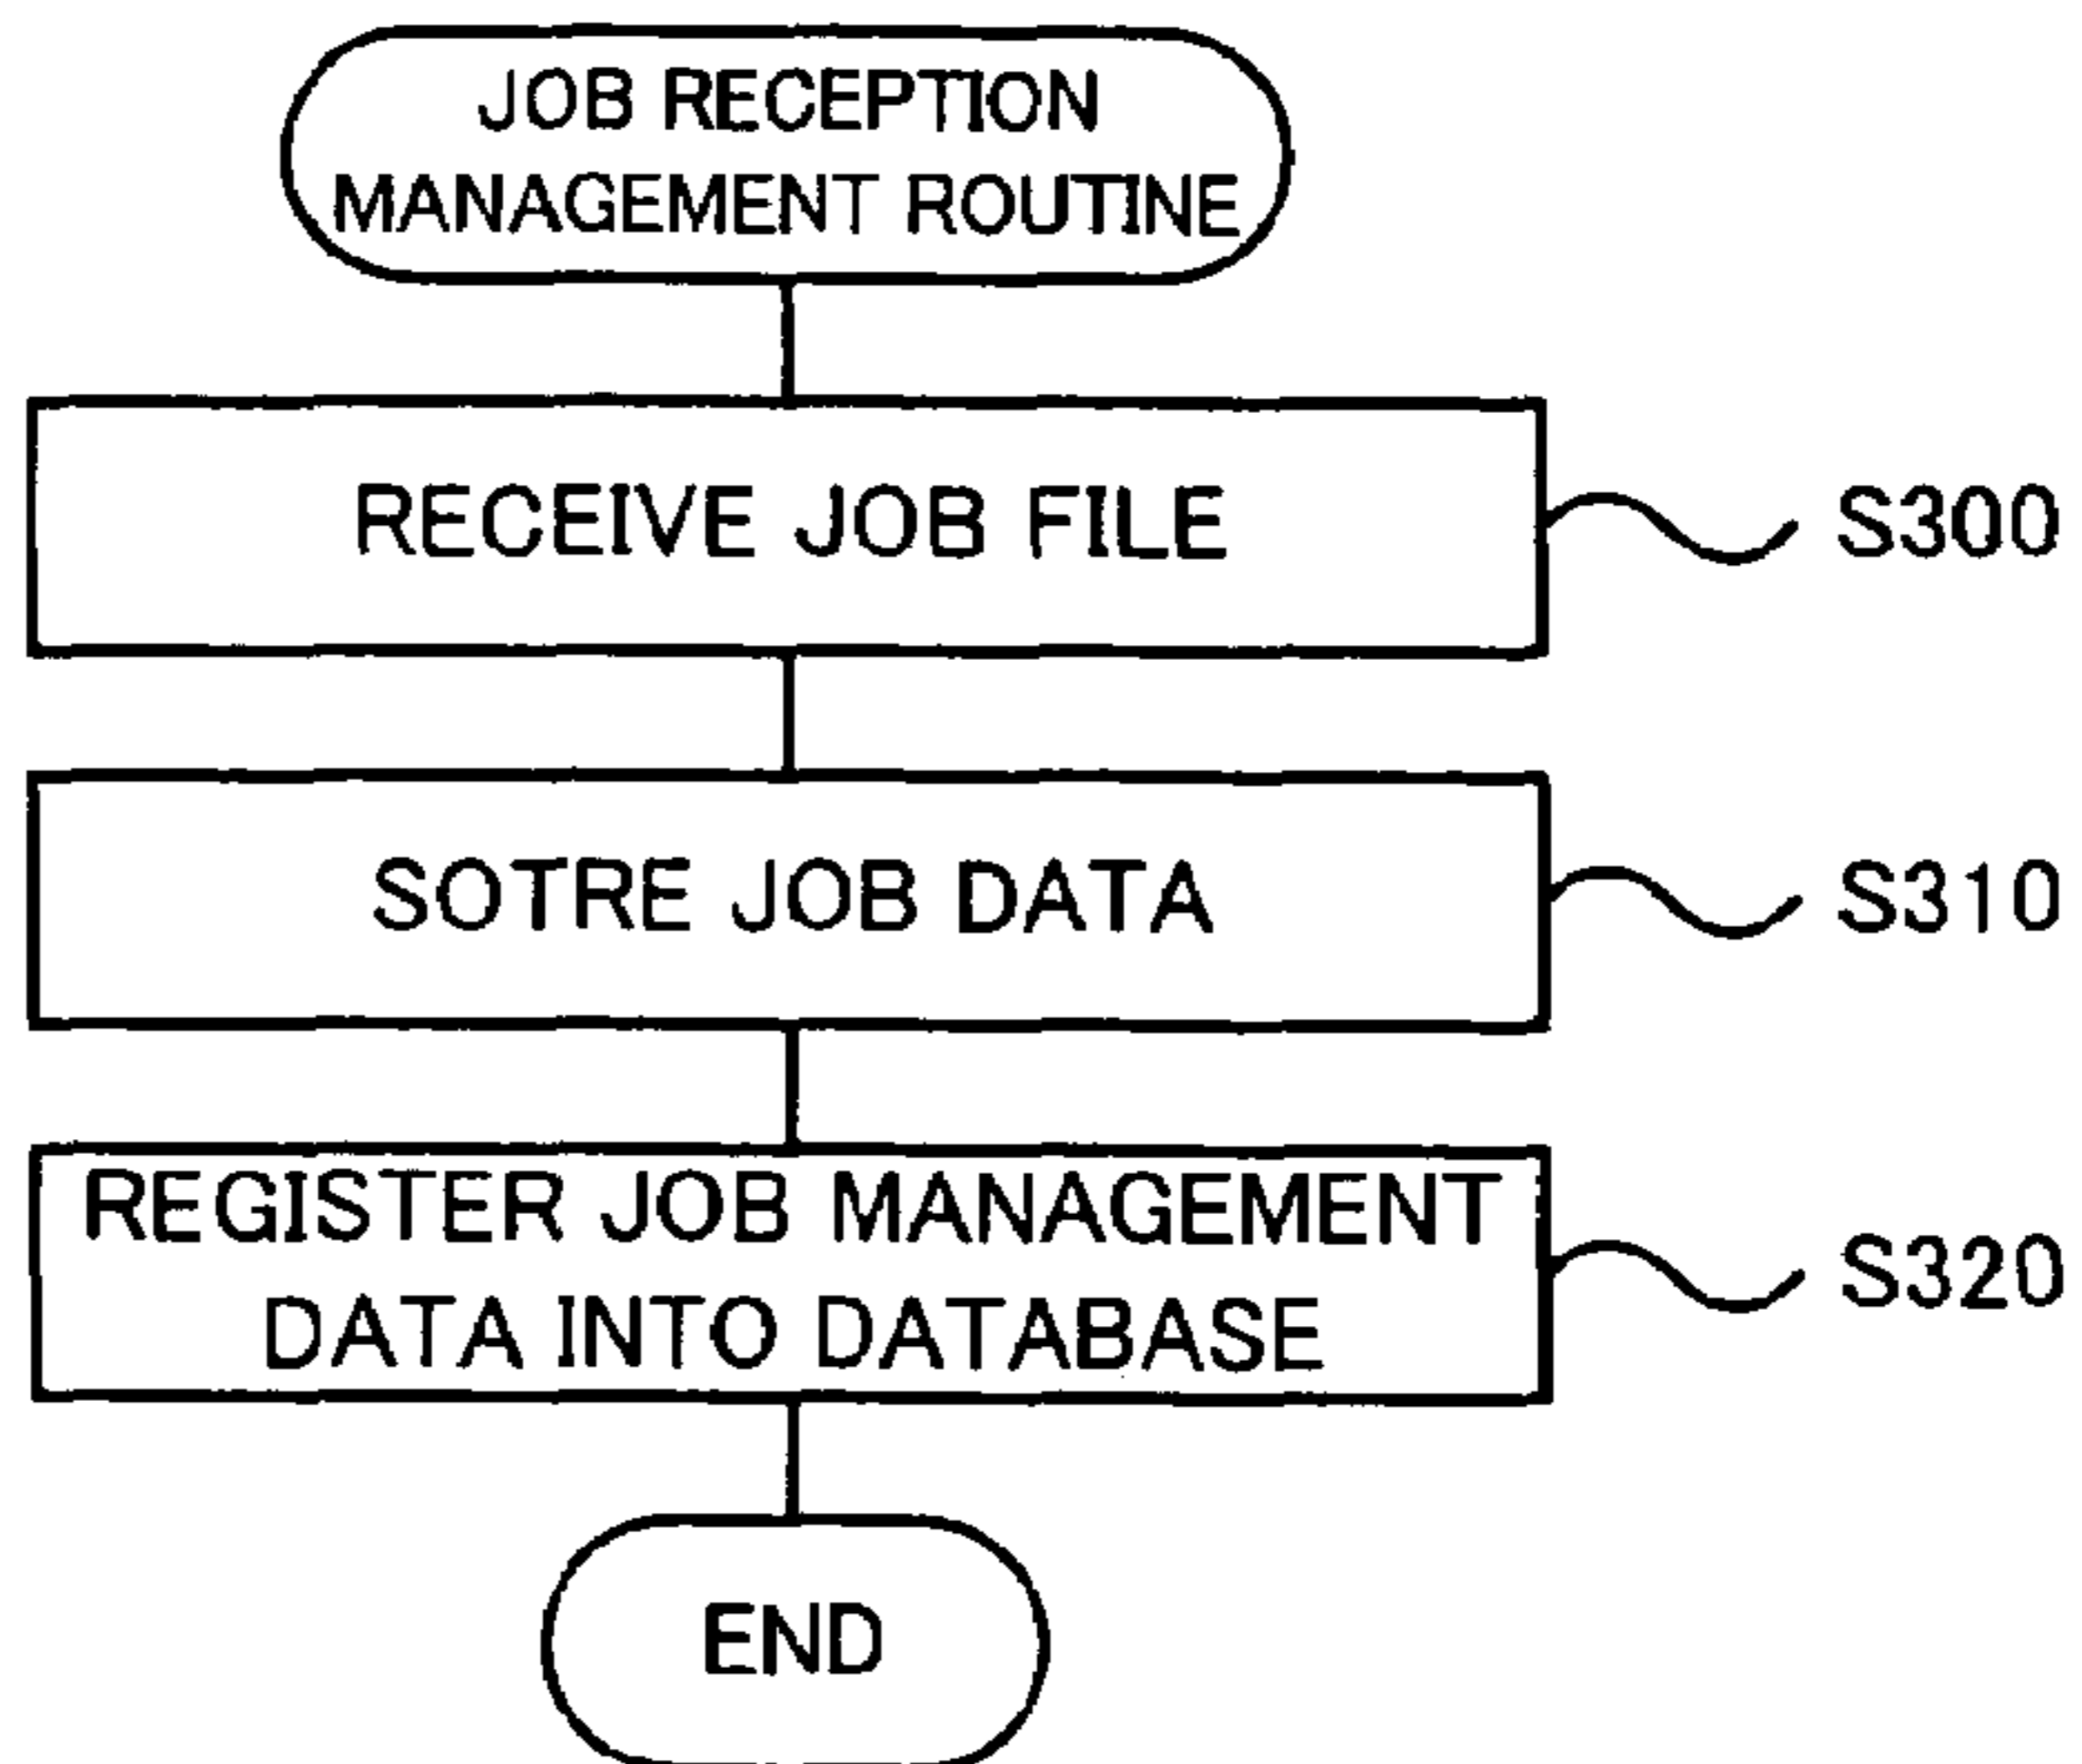 JOB RECEPTION
MANAGEMENT ROUTINE
RECEIVE JOB FILE
S300
SOTRE JOB DATA
S310
REGISTER JOB MANAGEMENT
DATA INTO DATABASE
S320
END